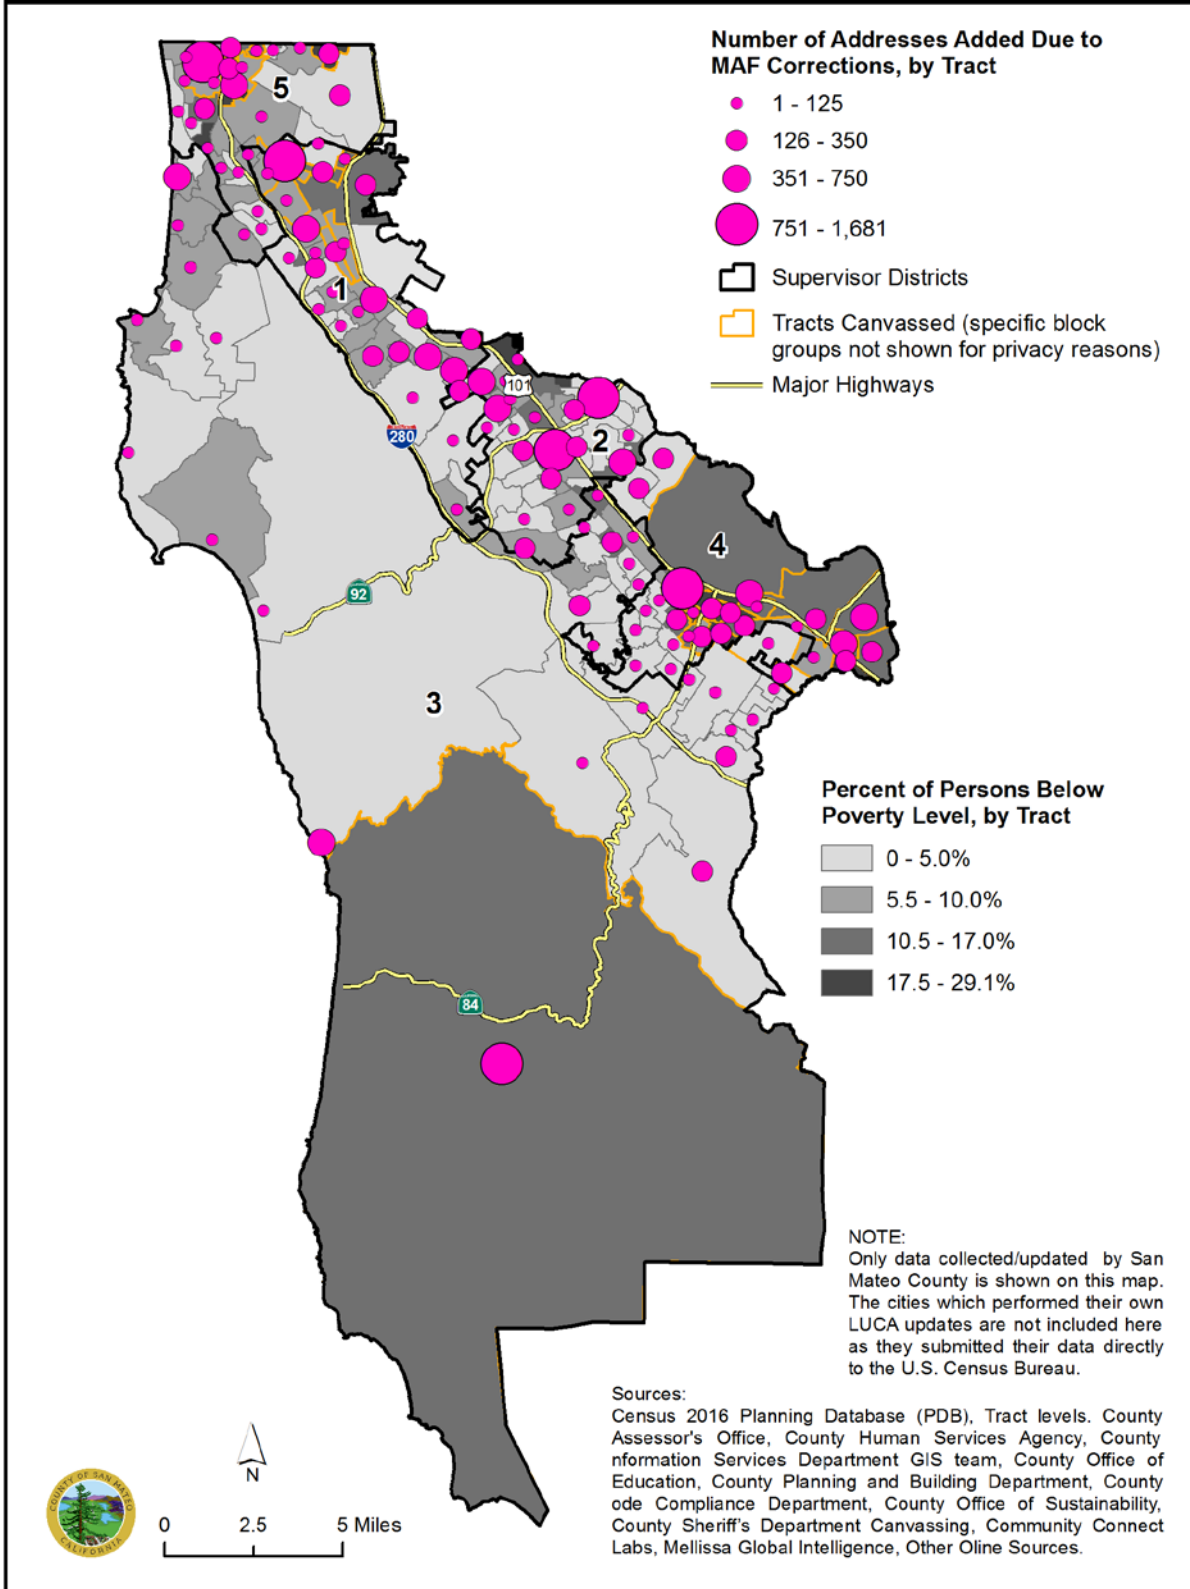 Number of Addresses Added Due to
MAF Corrections, by Tract
1 - 125
126 - 350
351 - 750
751 - 1,681
Supervisor Districts
Tracts Canvassed (specific block
groups not shown for privacy reasons)
Major Highways
5
1
101
280
2
4
92
3
Percent of Persons Below
Poverty Level, by Tract
0 - 5.0%
5.5 - 10.0%
10.5 - 17.0%
17.5 - 29.1%
84
NOTE:
Only data collected/updated by San
Mateo County is shown on this map.
The cities which performed their own
LUCA updates are not included here
as they submitted their data directly
to the U.S. Census Bureau.
Sources:
Census 2016 Planning Database (PDB), Tract levels. County
Assessor's Office, County Human Services Agency, County
nformation Services Department GIS team, County Office of
Education, County Planning and Building Department, County
ode Compliance Department, County Office of Sustainability,
County Sheriff's Department Canvassing, Community Connect
Labs, Mellissa Global Intelligence, Other Oline Sources.
N
0 2.5 5 Miles
COUNTY OF SAN MATEO
CALIFORNIA